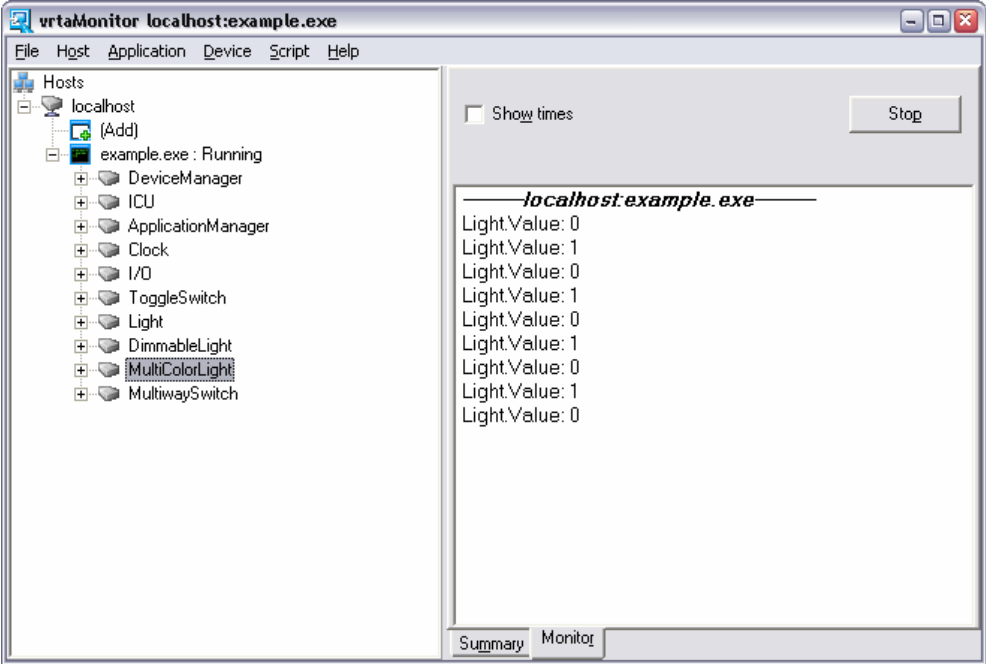 vrtaMonitor localhost:example.exe
File Host Application Device Script Help
Hosts
localhost
(Add)
example.exe : Running
DeviceManager
ICU
ApplicationManager
Clock
I/O
ToggleSwitch
Light
DimmableLight
MultiColorLight
MultiwaySwitch
Show times
Stop
localhost:example.exe
Light.Value: 0
Light.Value: 1
Light.Value: 0
Light.Value: 1
Light.Value: 0
Light.Value: 1
Light.Value: 0
Light.Value: 1
Light.Value: 0
Summary Monitor